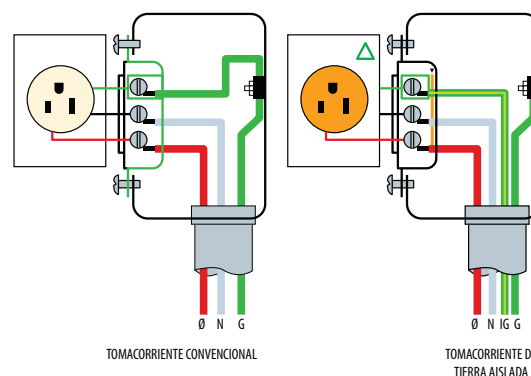 Ø N G
Ø N IG G
TOMACORRIENTE CONVENCIONAL
TOMACORRIENTE D
TIERRA AISLADA